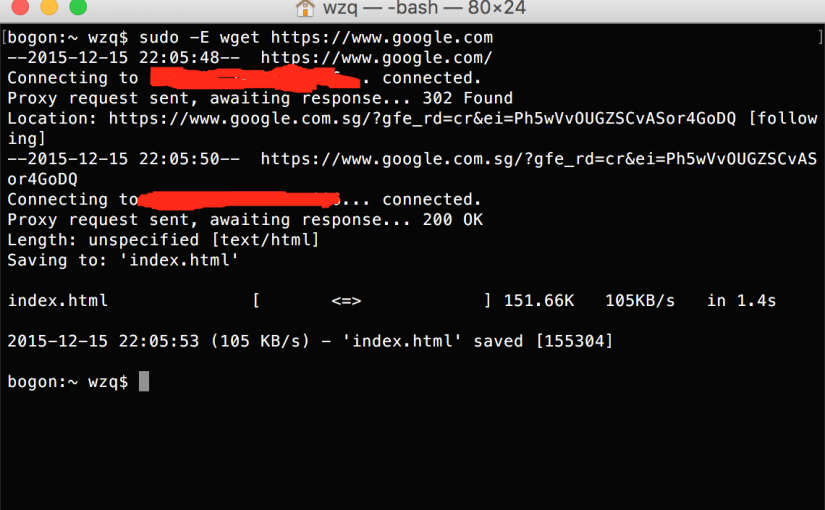 wzq — -bash — 80×24
bogon:~ wzq$ sudo -E wget https://www.google.com
--2015-12-15 22:05:48--  https://www.google.com/
Connecting to . connected.
Proxy request sent, awaiting response... 302 Found
Location: https://www.google.com.sg/?gfe_rd=cr&ei=Ph5wVvOUGZSCvASor4GoDQ [follow
ing]
--2015-12-15 22:05:50--  https://www.google.com.sg/?gfe_rd=cr&ei=Ph5wVvOUGZSCvAS
or4GoDQ
Connecting to ... connected.
Proxy request sent, awaiting response... 200 OK
Length: unspecified [text/html]
Saving to: 'index.html'
index.html              [       <=>            ] 151.66K   105KB/s   in 1.4s
2015-12-15 22:05:53 (105 KB/s) - 'index.html' saved [155304]
bogon:~ wzq$